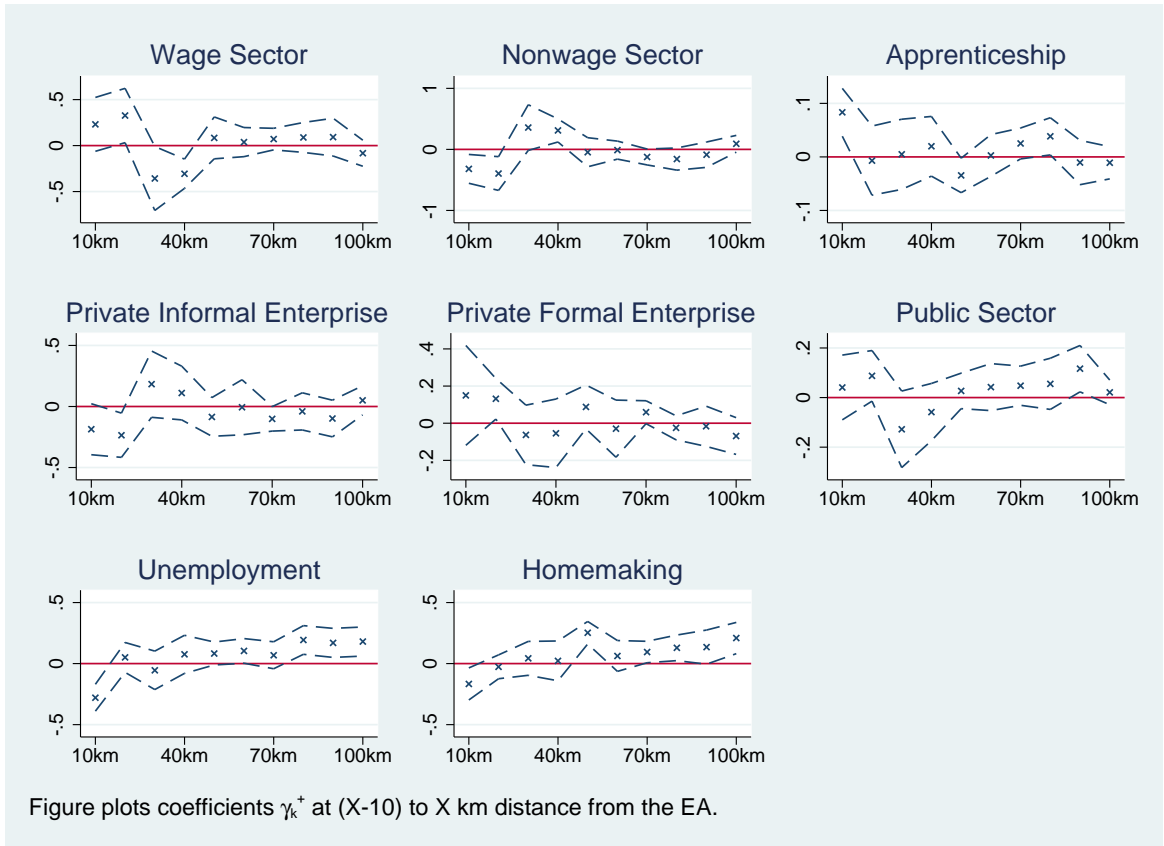 Wage Sector
.5
0
-.5
10km 40km 70km 100km
Nonwage Sector
1
0
-1
10km 40km 70km 100km
Apprenticeship
.1
0
-.1
10km 40km 70km 100km
Private Informal Enterprise
.5
0
-.5
10km 40km 70km 100km
Private Formal Enterprise
.4
.2
0
-.2
10km 40km 70km 100km
Public Sector
.2
0
-.2
10km 40km 70km 100km
Unemployment
.5
0
-.5
10km 40km 70km 100km
Homemaking
.5
0
-.5
10km 40km 70km 100km
Figure plots coefficients γₖ⁺ at (X-10) to X km distance from the EA.